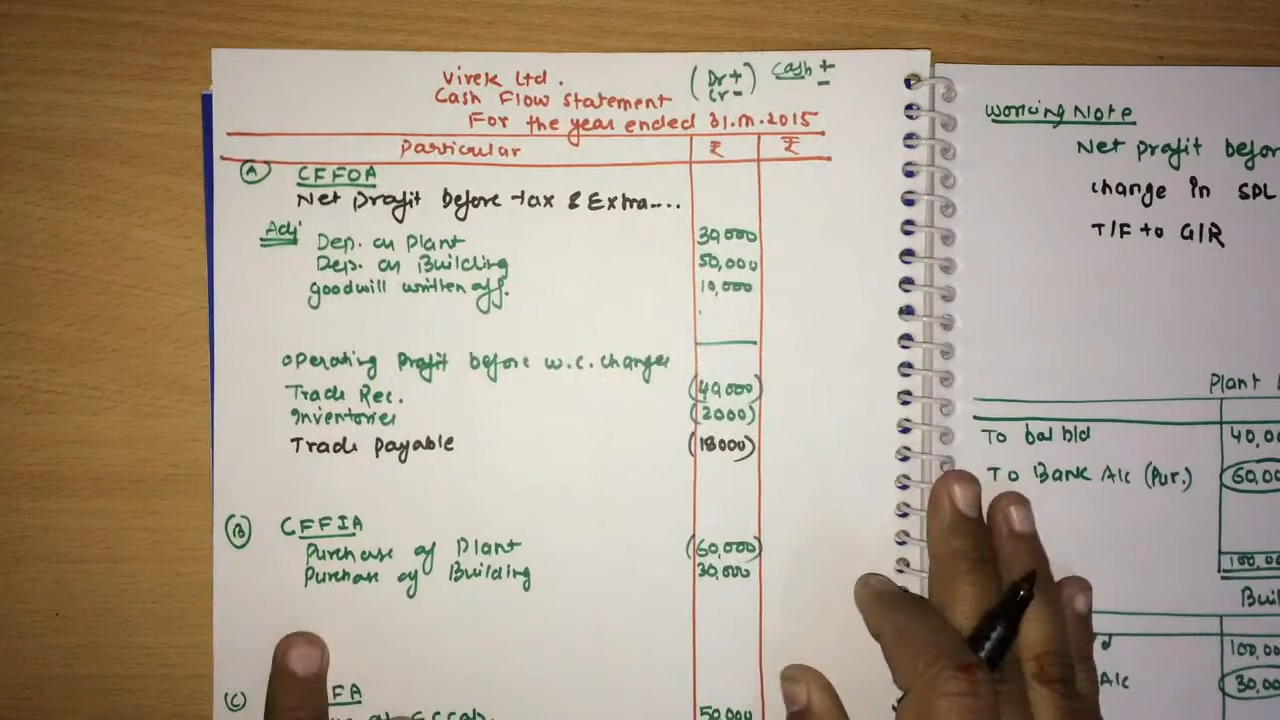 Vivek Ltd.
(Dr+
Cr-)
Cash +
-
Cash Flow Statement
For the year ended 31.m.2015
Particular ₹ ₹
A CFFOA
Net Profit before tax & Extra....
Adj Dep. on Plant 30,000
Dep. on Building 50,000
goodwill written off. 10,000
Operating Profit before w.c. changes
Trade Rec. (40,000)
Inventories (2000)
Trade payable (18000)
B CFFIA
Purchase of Plant (60,000)
Purchase of Building 30,000
C FA
50,000
Working Note
Net profit befor
change in SPL
T/F to G/R
Plant
To bal b/d 40,0
To Bank A/c (Pur.) 60,00
100,00
Buil
d 100,00
A/c 30,00